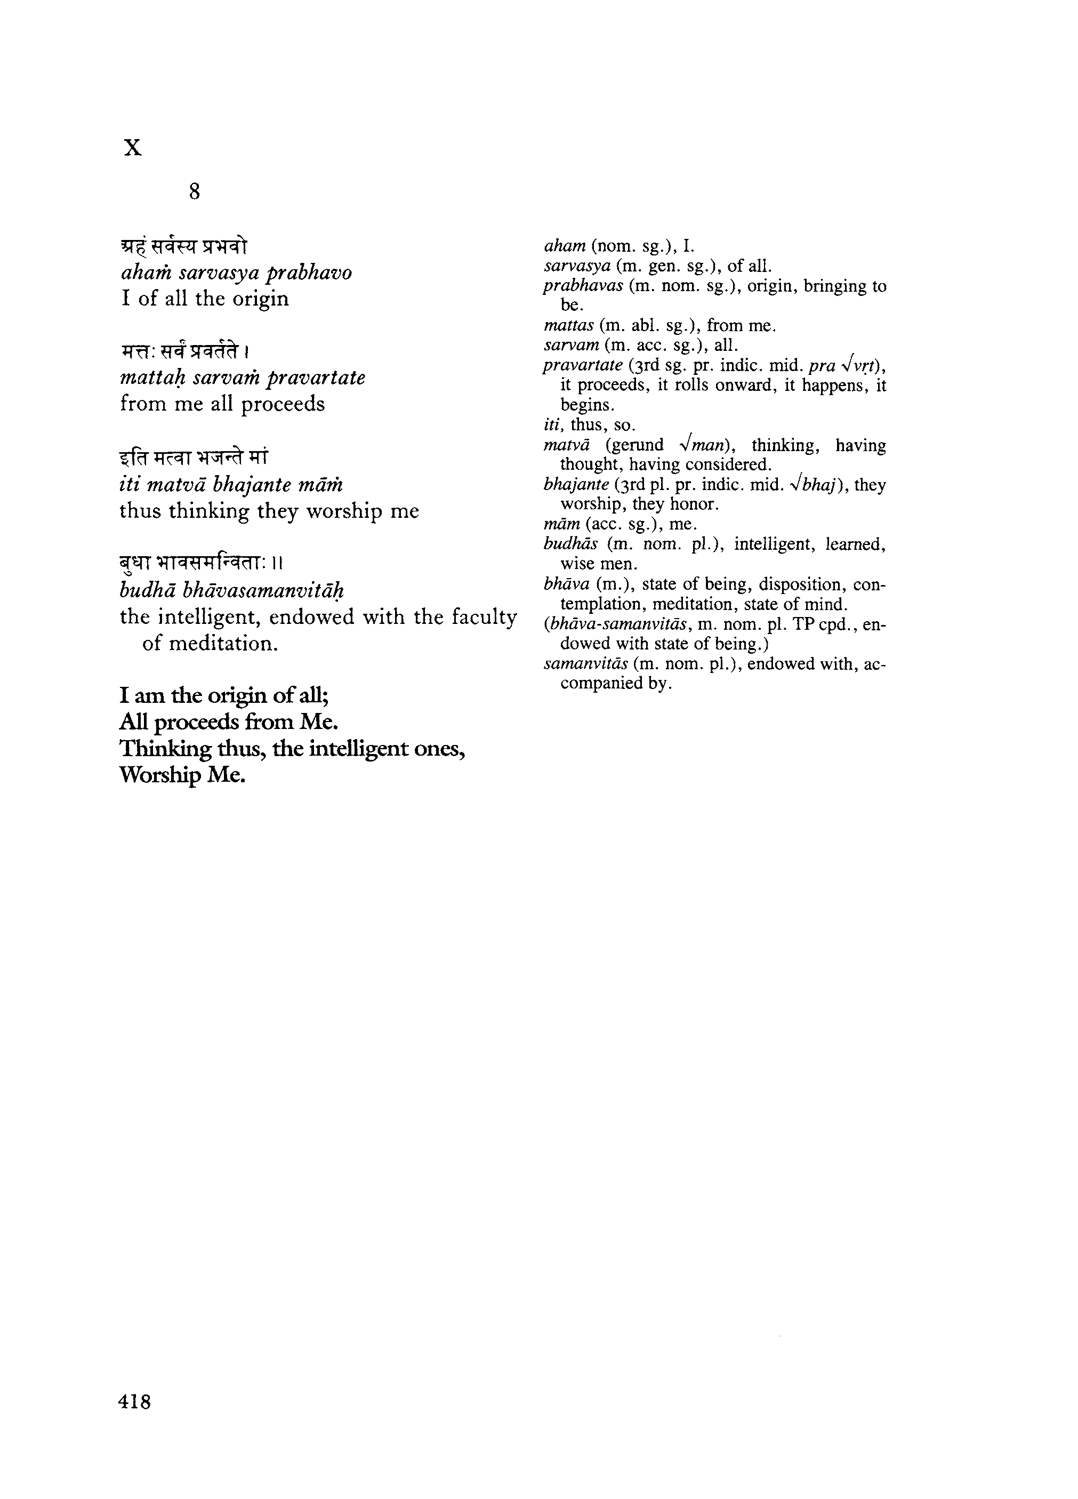 X
8
अहं सर्वस्य प्रभवो
ahaṁ sarvasya prabhavo
I of all the origin
मत्तः सर्वं प्रवर्तते ।
mattaḥ sarvaṁ pravartate
from me all proceeds
इति मत्वा भजन्ते मां
iti matvā bhajante māṁ
thus thinking they worship me
बुधा भावसमन्विताः ॥
budhā bhāvasamanvitāḥ
the intelligent, endowed with the faculty
of meditation.
I am the origin of all;
All proceeds from Me.
Thinking thus, the intelligent ones,
Worship Me.
aham (nom. sg.), I.
sarvasya (m. gen. sg.), of all.
prabhavas (m. nom. sg.), origin, bringing to
be.
mattas (m. abl. sg.), from me.
sarvam (m. acc. sg.), all.
pravartate (3rd sg. pr. indic. mid. pra √vṛt),
it proceeds, it rolls onward, it happens, it
begins.
iti, thus, so.
matvā (gerund √man), thinking, having
thought, having considered.
bhajante (3rd pl. pr. indic. mid. √bhaj), they
worship, they honor.
mām (acc. sg.), me.
budhās (m. nom. pl.), intelligent, learned,
wise men.
bhāva (m.), state of being, disposition, con-
templation, meditation, state of mind.
(bhāva-samanvitās, m. nom. pl. TP cpd., en-
dowed with state of being.)
samanvitās (m. nom. pl.), endowed with, ac-
companied by.
418